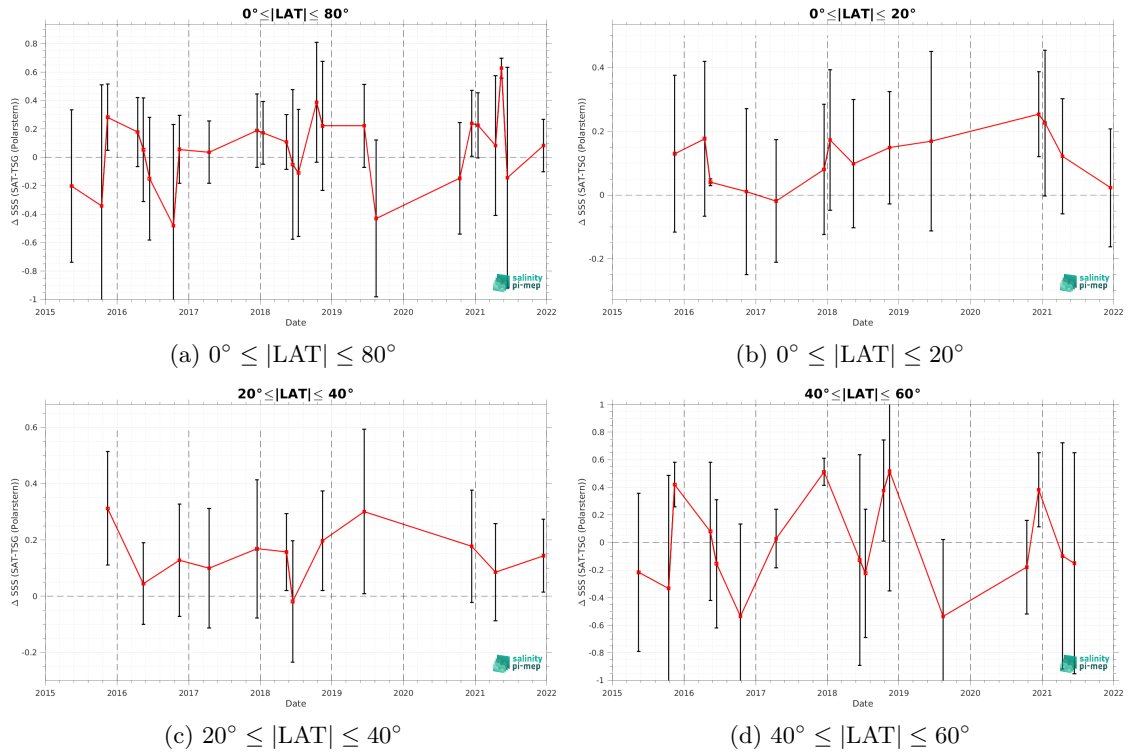 0°≤|LAT|≤ 80°
Δ SSS (SAT-TSG (Polarstern))
0.8
0.6
0.4
0.2
0
-0.2
-0.4
-0.6
-0.8
-1
2015 2016 2017 2018 2019 2020 2021 2022
Date
salinity
pi-mep
(a) 0° ≤ |LAT| ≤ 80°
0°≤|LAT|≤ 20°
Δ SSS (SAT-TSG (Polarstern))
0.4
0.2
0
-0.2
2015 2016 2017 2018 2019 2020 2021 2022
Date
salinity
pi-mep
(b) 0° ≤ |LAT| ≤ 20°
20°≤|LAT|≤ 40°
Δ SSS (SAT-TSG (Polarstern))
0.6
0.4
0.2
0
-0.2
2015 2016 2017 2018 2019 2020 2021 2022
Date
salinity
pi-mep
(c) 20° ≤ |LAT| ≤ 40°
40°≤|LAT|≤ 60°
Δ SSS (SAT-TSG (Polarstern))
1
0.8
0.6
0.4
0.2
0
-0.2
-0.4
-0.6
-0.8
-1
2015 2016 2017 2018 2019 2020 2021 2022
Date
salinity
pi-mep
(d) 40° ≤ |LAT| ≤ 60°